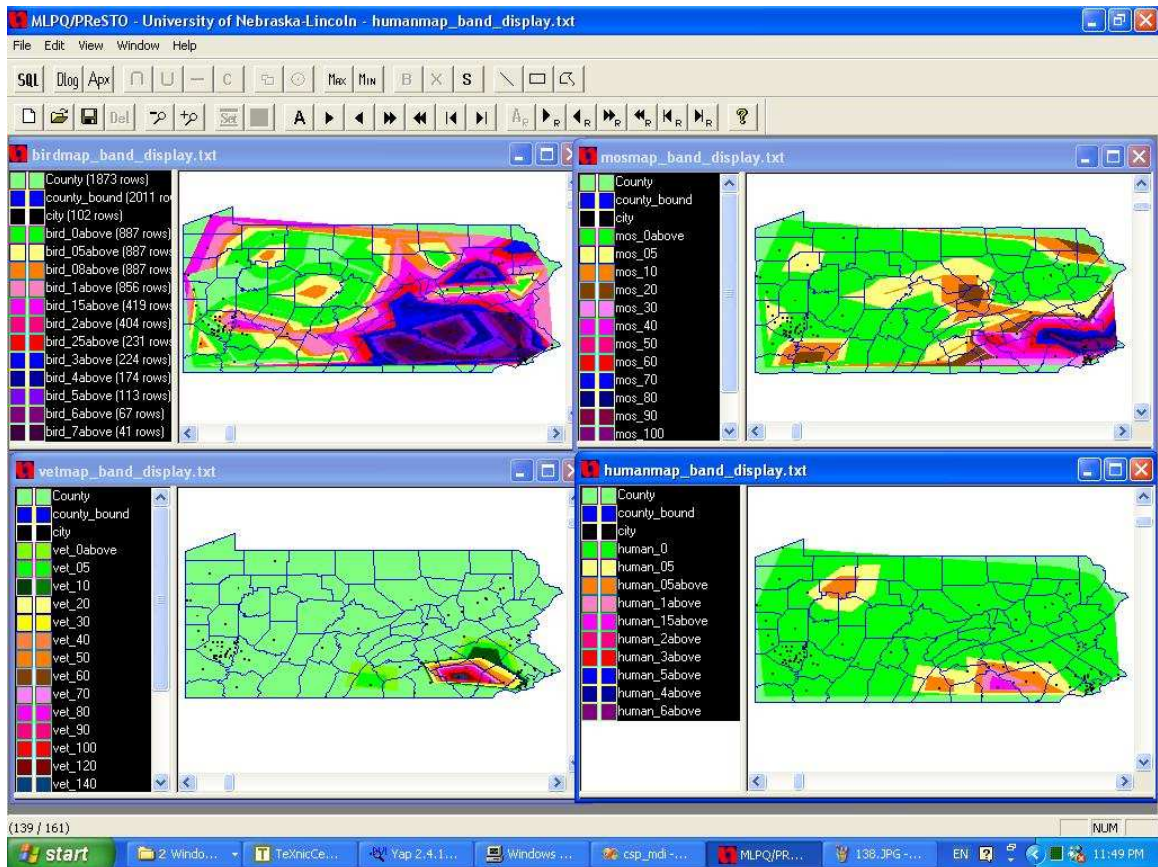 MLPQ/PReSTO - University of Nebraska-Lincoln - humanmap_band_display.txt
File Edit View Window Help
SQL Dlog Apx C Max Min B X S
Del Set A A R R R R R R R ?
birdmap_band_display.txt
County (1873 rows)
county_bound (2011 ro
city (102 rows)
bird_0above (887 rows
bird_05above (887 rows
bird_08above (887 rows
bird_1above (856 rows)
bird_15above (419 rows
bird_2above (404 rows)
bird_25above (231 rows
bird_3above (224 rows)
bird_4above (174 rows)
bird_5above (113 rows)
bird_6above (67 rows)
bird_7above (41 rows)
mosmap_band_display.txt
County
county_bound
city
mos_0above
mos_05
mos_10
mos_20
mos_30
mos_40
mos_50
mos_60
mos_70
mos_80
mos_90
mos_100
vetmap_band_display.txt
County
county_bound
city
vet_0above
vet_05
vet_10
vet_20
vet_30
vet_40
vet_50
vet_60
vet_70
vet_80
vet_90
vet_100
vet_120
vet_140
humanmap_band_display.txt
County
county_bound
city
human_0
human_05
human_05above
human_1above
human_15above
human_2above
human_3above
human_5above
human_4above
human_6above
(139 / 161) NUM
start 2 Windo... TeXnicCe... Yap 2.4.1... Windows ... csp_mdi -... MLPQ/PR... 138.JPG -... EN 11:49 PM